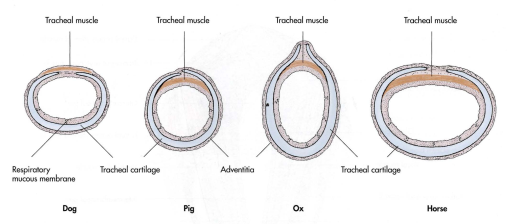 Tracheal muscle Tracheal muscle Tracheal muscle Tracheal muscle
Respiratory
mucous membrane Tracheal cartilage Adventitia Tracheal cartilage
Dog Pig Ox Horse